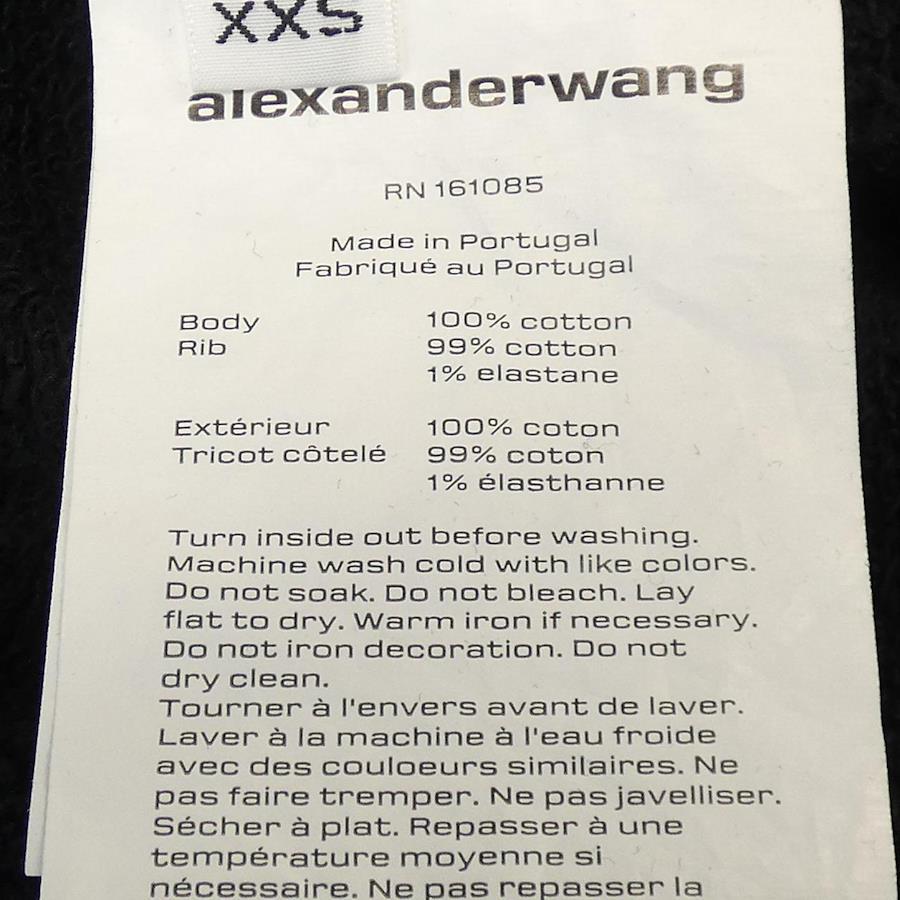 XXS
alexanderwang
RN 161085
Made in Portugal
Fabriqué au Portugal
Body 100% cotton
Rib 99% cotton
1% elastane
Extérieur 100% coton
Tricot côtelé 99% coton
1% élasthanne
Turn inside out before washing.
Machine wash cold with like colors.
Do not soak. Do not bleach. Lay
flat to dry. Warm iron if necessary.
Do not iron decoration. Do not
dry clean.
Tourner à l'envers avant de laver.
Laver à la machine à l'eau froide
avec des couloeurs similaires. Ne
pas faire tremper. Ne pas javelliser.
Sécher à plat. Repasser à une
température moyenne si
nécessaire. Ne pas repasser la